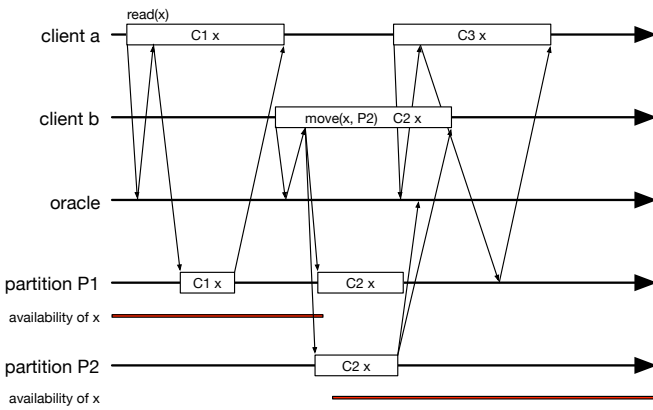 read(x)
client a C1 x C3 x
client b move(x, P2) C2 x
oracle
partition P1 C1 x C2 x
availability of x
partition P2 C2 x
availability of x